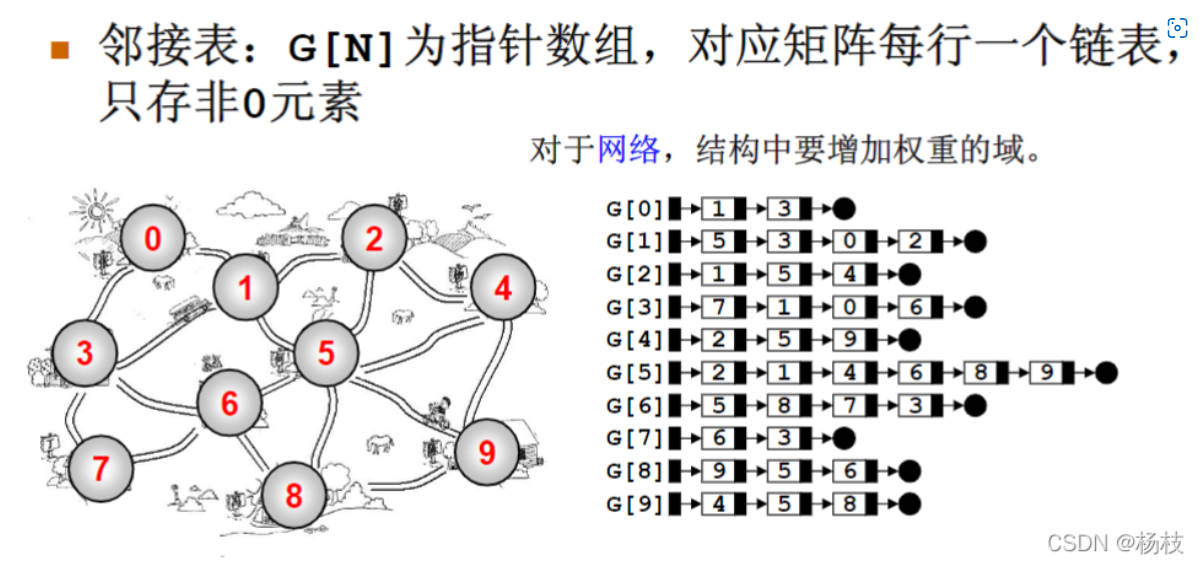 邻接表：G[N]为指针数组，对应矩阵每行一个链表，
只存非0元素
对于网络，结构中要增加权重的域。
0
2
1
4
3
5
6
7
9
8
G[0] 1 3
G[1] 5 3 0 2
G[2] 1 5 4
G[3] 7 1 0 6
G[4] 2 5 9
G[5] 2 1 4 6 8 9
G[6] 5 8 7 3
G[7] 6 3
G[8] 9 5 6
G[9] 4 5 8
CSDN @杨枝